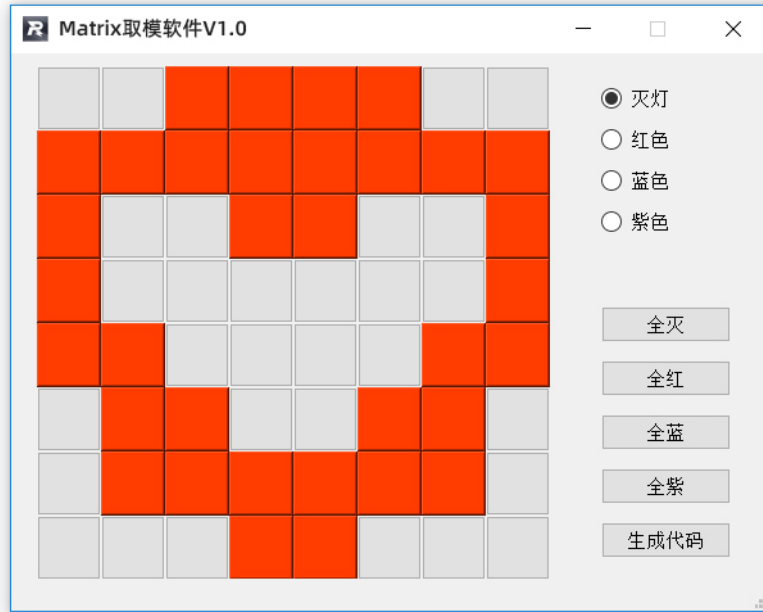 Matrix取模软件V1.0
灭灯
红色
蓝色
紫色
全灭
全红
全蓝
全紫
生成代码